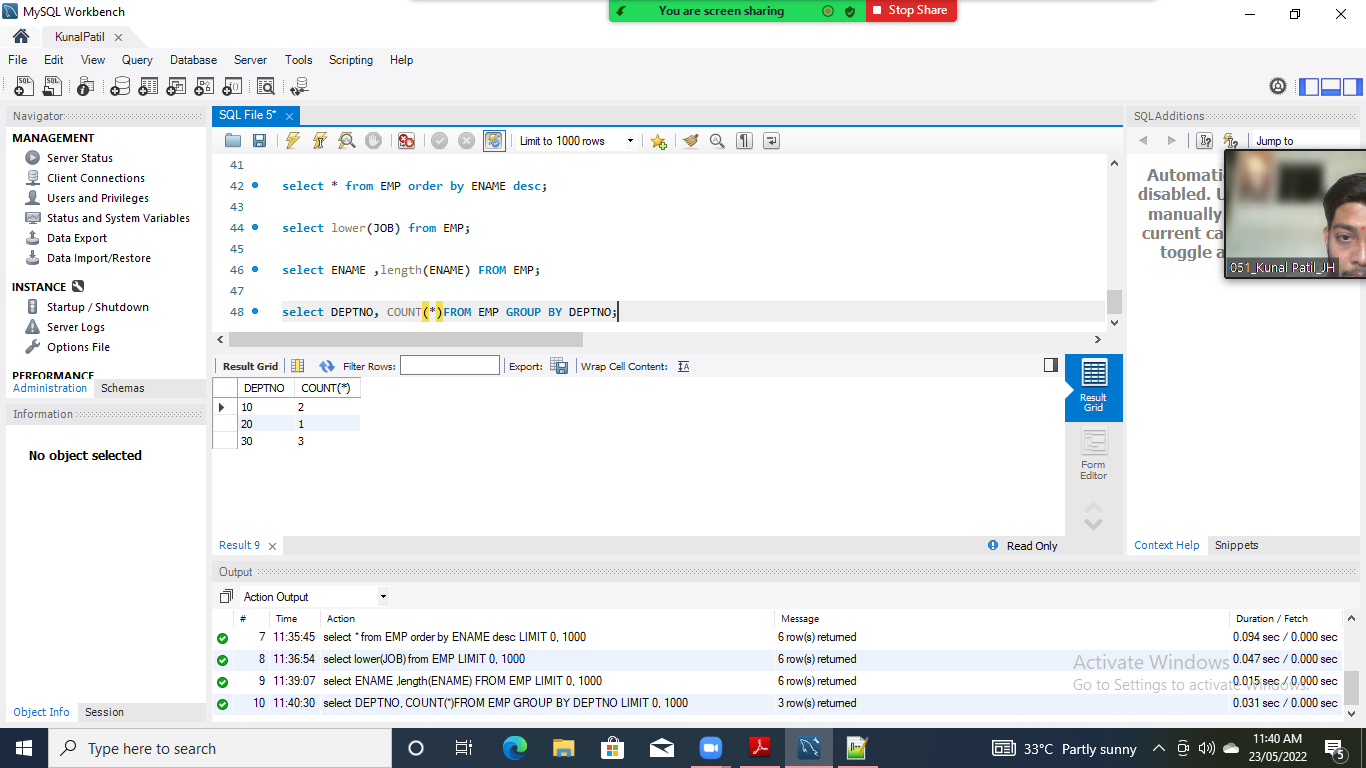 MySQL Workbench
You are screen sharing
Stop Share
KunalPatil
File Edit View Query Database Server Tools Scripting Help
Navigator
MANAGEMENT
Server Status
Client Connections
Users and Privileges
Status and System Variables
Data Export
Data Import/Restore
INSTANCE
Startup / Shutdown
Server Logs
Options File
PERFORMANCE
Administration Schemas
Information
No object selected
Object Info Session
SQL File 5*
Limit to 1000 rows
41
42 select * from EMP order by ENAME desc;
43
44 select lower(JOB) from EMP;
45
46 select ENAME ,length(ENAME) FROM EMP;
47
48 select DEPTNO, COUNT(*)FROM EMP GROUP BY DEPTNO;
Result Grid Filter Rows: Export: Wrap Cell Content:
DEPTNO COUNT(*)
10 2
20 1
30 3
Result Grid
Form Editor
Result 9
Read Only
SQLAdditions
Jump to
disabled.
manually
toggle
051_Kunal Patil_JH
Context Help Snippets
Output
Action Output
# Time Action Message Duration / Fetch
7 11:35:45 select * from EMP order by ENAME desc LIMIT 0, 1000 6 row(s) returned 0.094 sec / 0.000 sec
8 11:36:54 select lower(JOB) from EMP LIMIT 0, 1000 6 row(s) returned 0.047 sec / 0.000 sec
9 11:39:07 select ENAME ,length(ENAME) FROM EMP LIMIT 0, 1000 6 row(s) returned 0.015 sec / 0.000 sec
10 11:40:30 select DEPTNO, COUNT(*)FROM EMP GROUP BY DEPTNO LIMIT 0, 1000 3 row(s) returned 0.031 sec / 0.000 sec
Activate Windows
Go to Settings to activate Windows.
Type here to search
33°C Partly sunny
11:40 AM
23/05/2022
5